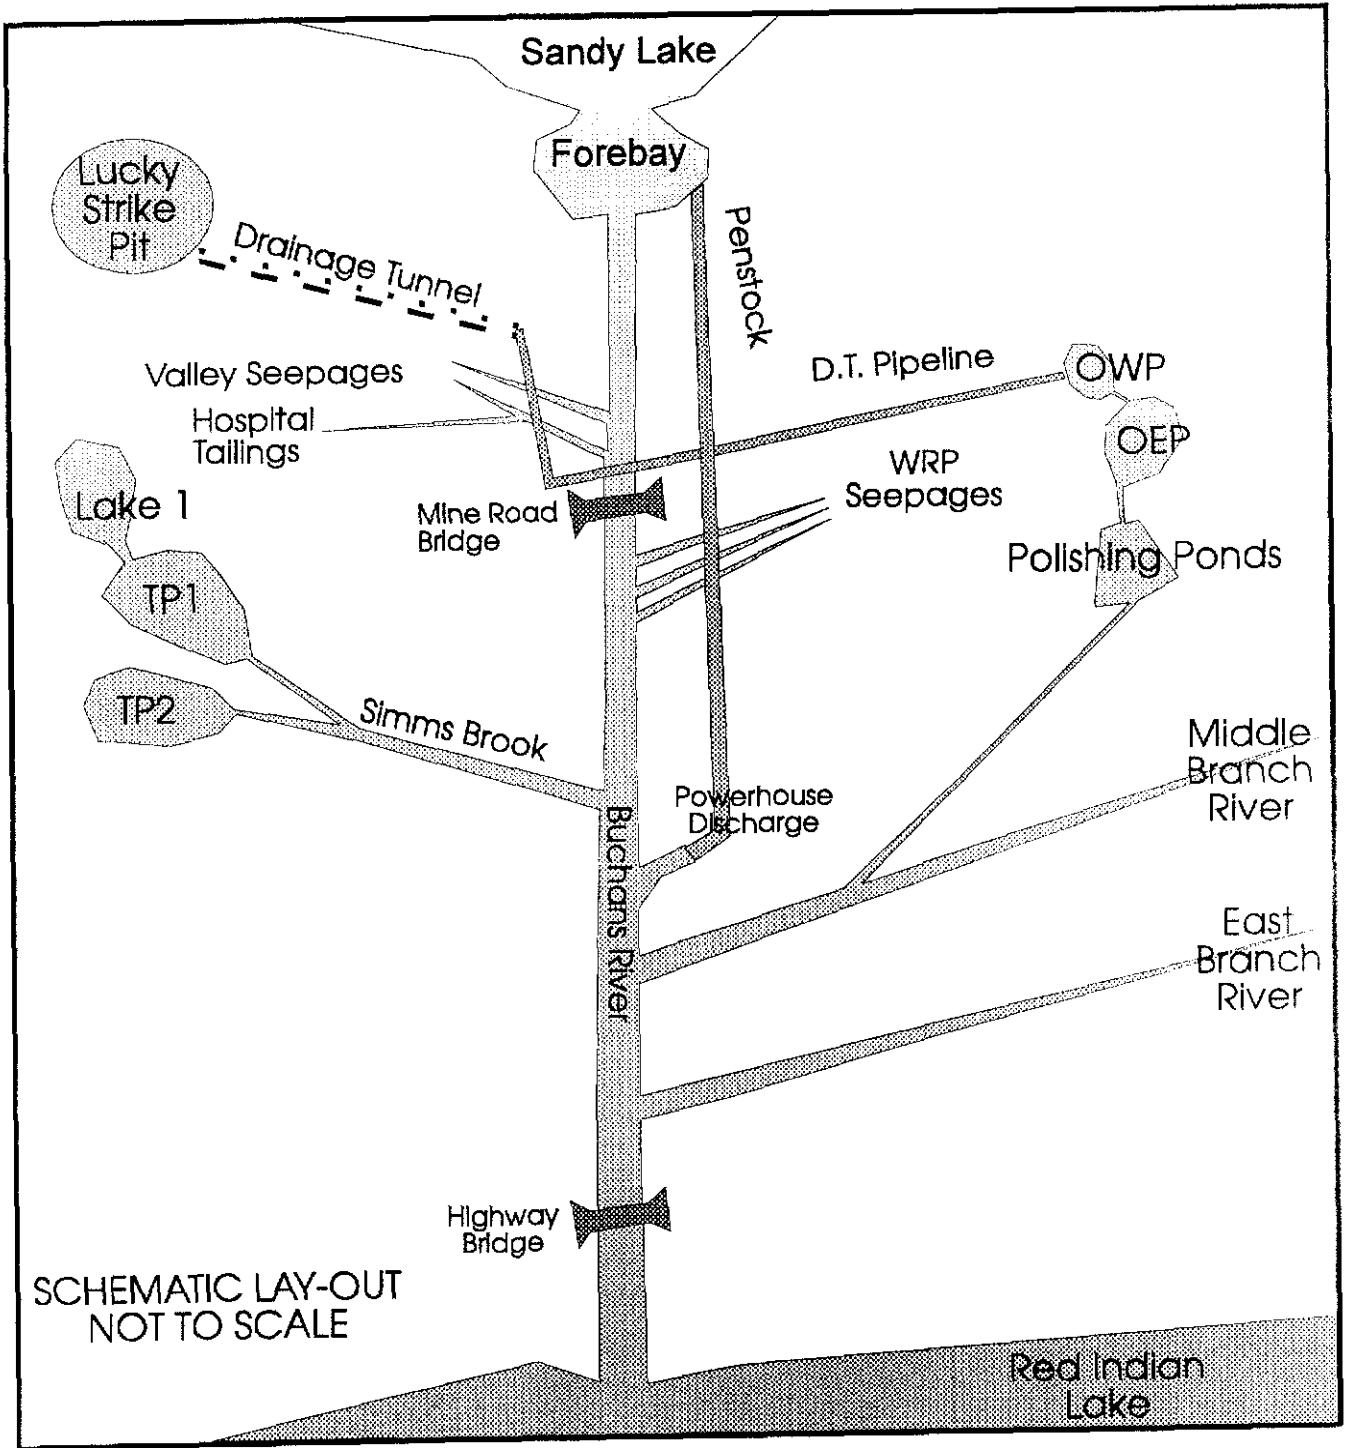 Sandy Lake
Forebay
Lucky
Strike
Pit
Drainage Tunnel
Penstock
Valley Seepages
D.T. Pipeline
OWP
Hospital
Tailings
OEP
WRP
Seepages
Lake 1
Mine Road
Bridge
Polishing Ponds
TP1
TP2
Simms Brook
Middle
Branch
River
Powerhouse
Discharge
Buchans River
East
Branch
River
Highway
Bridge
SCHEMATIC LAY-OUT
NOT TO SCALE
Red Indian
Lake